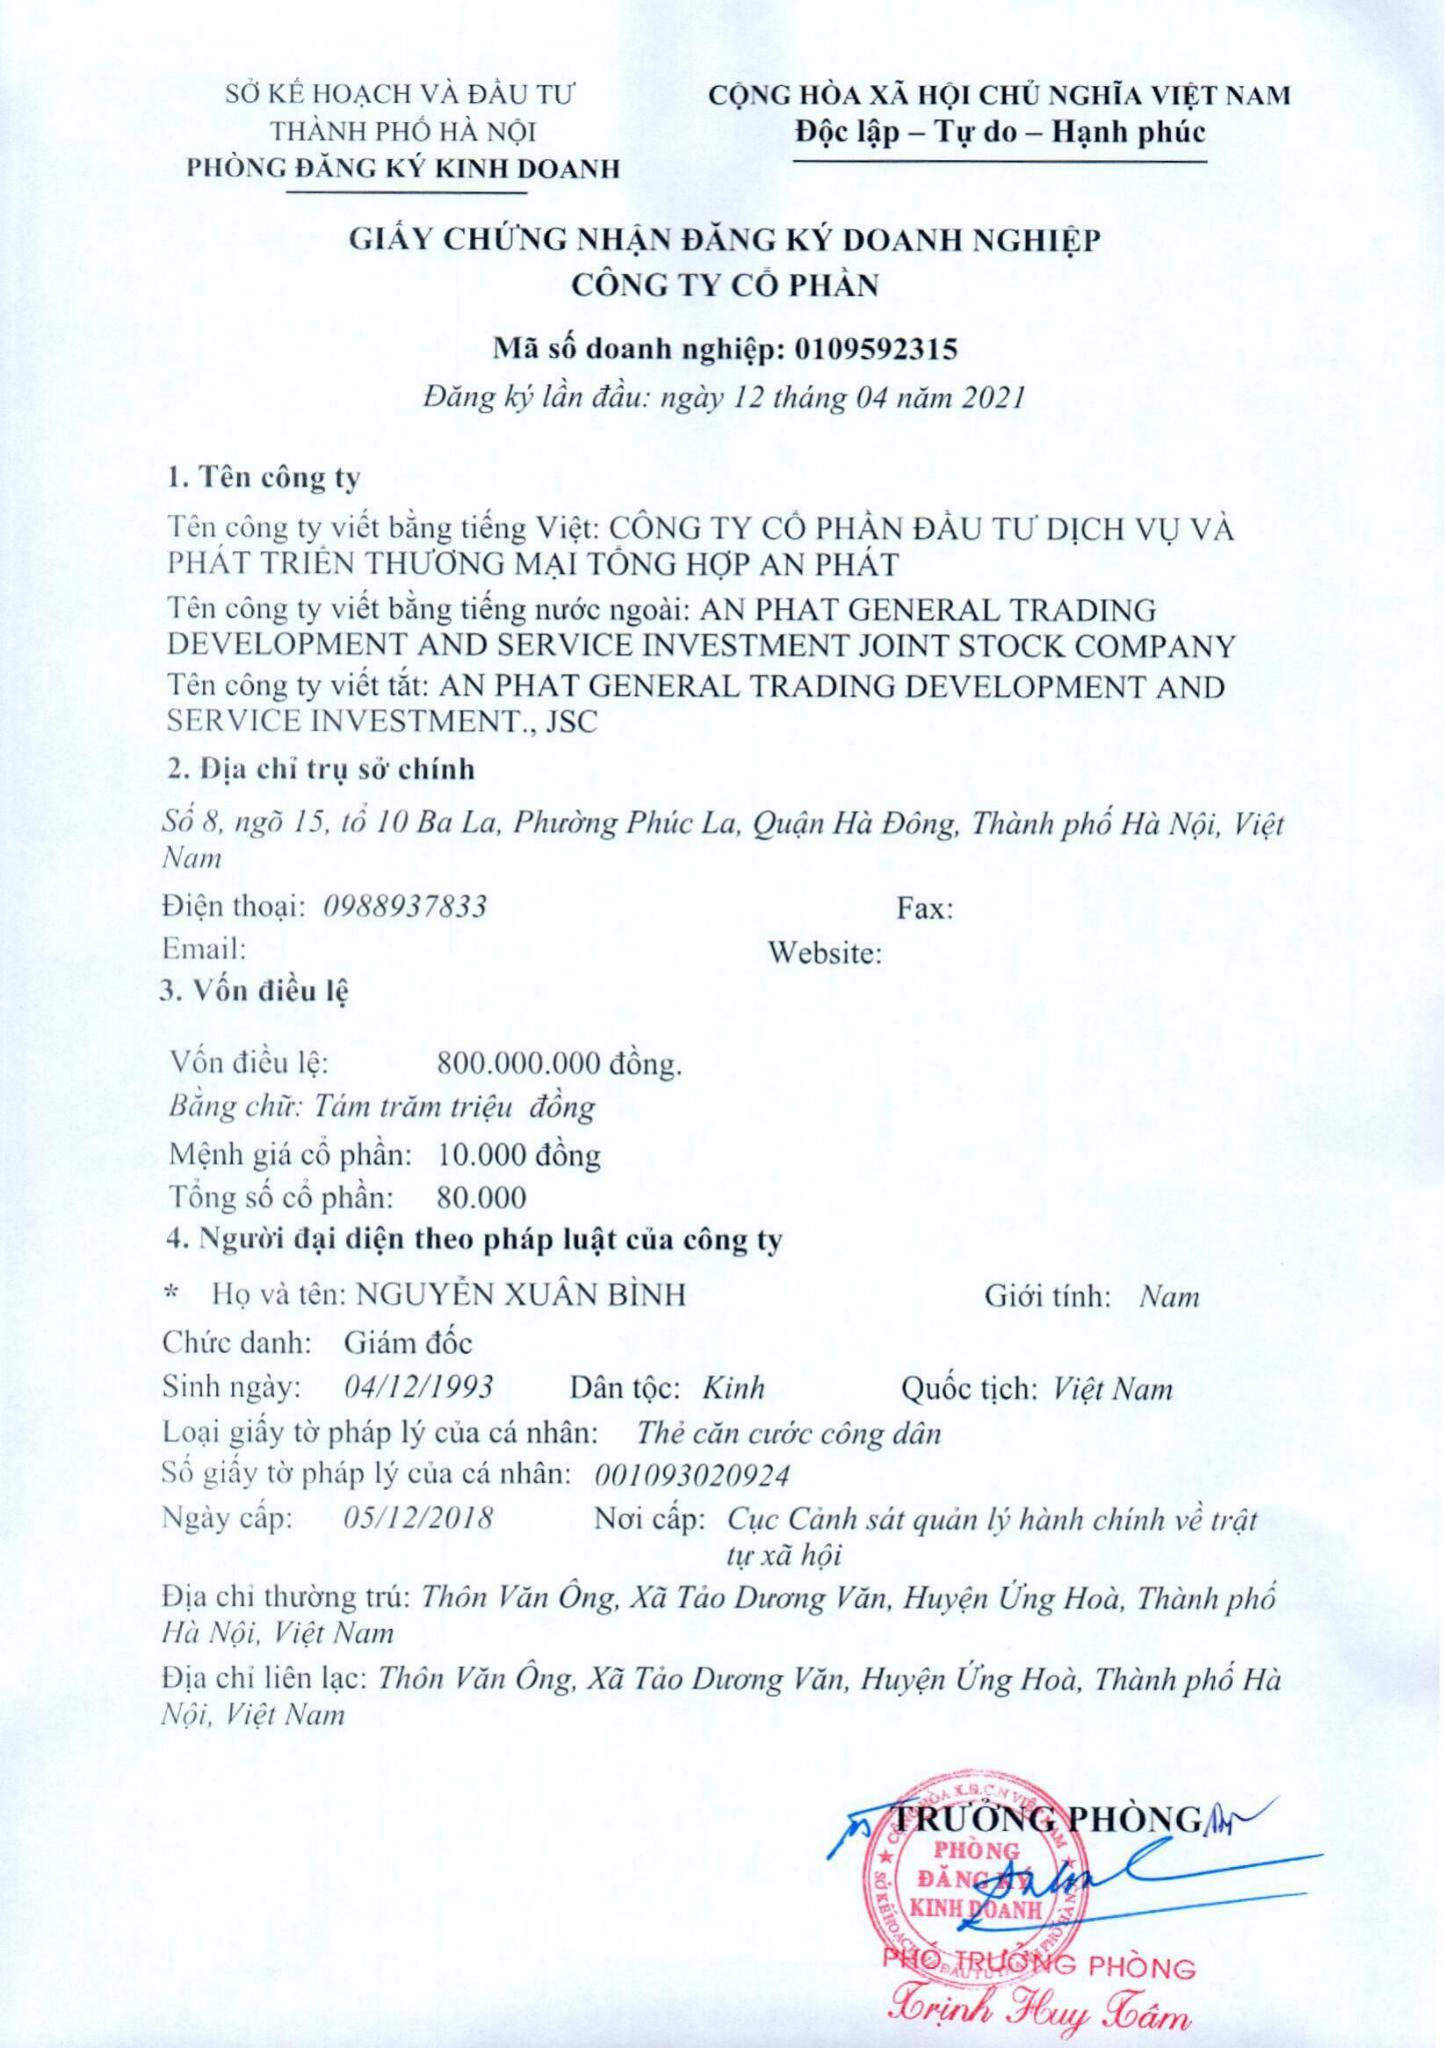 SỞ KẾ HOẠCH VÀ ĐẦU TƯ
THÀNH PHỐ HÀ NỘI
PHÒNG ĐĂNG KÝ KINH DOANH
CỘNG HÒA XÃ HỘI CHỦ NGHĨA VIỆT NAM
Độc lập – Tự do – Hạnh phúc
GIẤY CHỨNG NHẬN ĐĂNG KÝ DOANH NGHIỆP
CÔNG TY CỔ PHẦN
Mã số doanh nghiệp: 0109592315
Đăng ký lần đầu: ngày 12 tháng 04 năm 2021
1. Tên công ty
Tên công ty viết bằng tiếng Việt: CÔNG TY CỔ PHẦN ĐẦU TƯ DỊCH VỤ VÀ
PHÁT TRIỂN THƯƠNG MẠI TỔNG HỢP AN PHÁT
Tên công ty viết bằng tiếng nước ngoài: AN PHAT GENERAL TRADING
DEVELOPMENT AND SERVICE INVESTMENT JOINT STOCK COMPANY
Tên công ty viết tắt: AN PHAT GENERAL TRADING DEVELOPMENT AND
SERVICE INVESTMENT., JSC
2. Địa chỉ trụ sở chính
Số 8, ngõ 15, tổ 10 Ba La, Phường Phúc La, Quận Hà Đông, Thành phố Hà Nội, Việt
Nam
Điện thoại: 0988937833 Fax:
Email: Website:
3. Vốn điều lệ
Vốn điều lệ: 800.000.000 đồng.
Bằng chữ: Tám trăm triệu đồng
Mệnh giá cổ phần: 10.000 đồng
Tổng số cổ phần: 80.000
4. Người đại diện theo pháp luật của công ty
* Họ và tên: NGUYỄN XUÂN BÌNH Giới tính: Nam
Chức danh: Giám đốc
Sinh ngày: 04/12/1993 Dân tộc: Kinh Quốc tịch: Việt Nam
Loại giấy tờ pháp lý của cá nhân: Thẻ căn cước công dân
Số giấy tờ pháp lý của cá nhân: 001093020924
Ngày cấp: 05/12/2018 Nơi cấp: Cục Cảnh sát quản lý hành chính về trật
tự xã hội
Địa chỉ thường trú: Thôn Văn Ông, Xã Tảo Dương Văn, Huyện Ứng Hoà, Thành phố
Hà Nội, Việt Nam
Địa chỉ liên lạc: Thôn Văn Ông, Xã Tảo Dương Văn, Huyện Ứng Hoà, Thành phố Hà
Nội, Việt Nam
TRƯỞNG PHÒNG
CỘNG HÒA X.H.C.N VIỆT NAM
PHÒNG
ĐĂNG KÝ
KINH DOANH
SỞ KẾ HOẠCH VÀ ĐẦU TƯ THÀNH PHỐ HÀ NỘI
PHÓ TRƯỞNG PHÒNG
Trịnh Huy Tâm